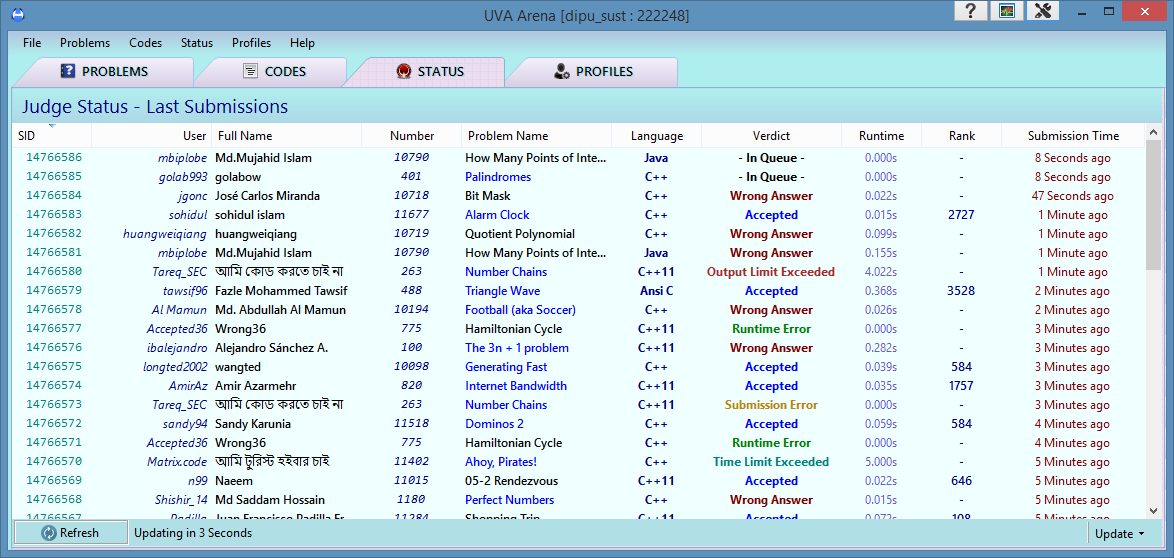 UVA Arena [dipu_sust : 222248]
File Problems Codes Status Profiles Help
PROBLEMS CODES STATUS PROFILES
Judge Status - Last Submissions
SID User Full Name Number Problem Name Language Verdict Runtime Rank Submission Time
14766586 mbiplobe Md.Mujahid Islam 10790 How Many Points of Inte... Java - In Queue - 0.000s - 8 Seconds ago
14766585 golab993 golabow 401 Palindromes C++ - In Queue - 0.000s - 8 Seconds ago
14766584 jgonc José Carlos Miranda 10718 Bit Mask C++ Wrong Answer 0.022s - 47 Seconds ago
14766583 sohidul sohidul islam 11677 Alarm Clock C++ Accepted 0.015s 2727 1 Minute ago
14766582 huangweiqiang huangweiqiang 10719 Quotient Polynomial C++ Wrong Answer 0.099s - 1 Minute ago
14766581 mbiplobe Md.Mujahid Islam 10790 How Many Points of Inte... Java Wrong Answer 0.155s - 1 Minute ago
14766580 Tareq_SEC আমি কোড করতে চাই না 263 Number Chains C++11 Output Limit Exceeded 4.022s - 1 Minute ago
14766579 tawsif96 Fazle Mohammed Tawsif 488 Triangle Wave Ansi C Accepted 0.368s 3528 2 Minutes ago
14766578 Al Mamun Md. Abdullah Al Mamun 10194 Football (aka Soccer) C++ Wrong Answer 0.026s - 2 Minutes ago
14766577 Accepted36 Wrong36 775 Hamiltonian Cycle C++11 Runtime Error 0.000s - 3 Minutes ago
14766576 ibalejandro Alejandro Sánchez A. 100 The 3n + 1 problem C++11 Wrong Answer 0.282s - 3 Minutes ago
14766575 longted2002 wangted 10098 Generating Fast C++ Accepted 0.039s 584 3 Minutes ago
14766574 AmirAz Amir Azarmehr 820 Internet Bandwidth C++11 Accepted 0.035s 1757 3 Minutes ago
14766573 Tareq_SEC আমি কোড করতে চাই না 263 Number Chains C++11 Submission Error 0.000s - 3 Minutes ago
14766572 sandy94 Sandy Karunia 11518 Dominos 2 C++ Accepted 0.059s 584 4 Minutes ago
14766571 Accepted36 Wrong36 775 Hamiltonian Cycle C++ Runtime Error 0.000s - 4 Minutes ago
14766570 Matrix.code আমি টুরিস্ট হইবার চাই 11402 Ahoy, Pirates! C++ Time Limit Exceeded 5.000s - 5 Minutes ago
14766569 n99 Naeem 11015 05-2 Rendezvous C++ Accepted 0.022s 646 5 Minutes ago
14766568 Shishir_14 Md Saddam Hossain 1180 Perfect Numbers C++ Wrong Answer 0.015s - 5 Minutes ago
14766567 Padilla Juan Francisco Padilla Fr 11284 Shopping Trip C++11 Accepted 0.072s 108 5 Minutes ago
Refresh Updating in 3 Seconds Update